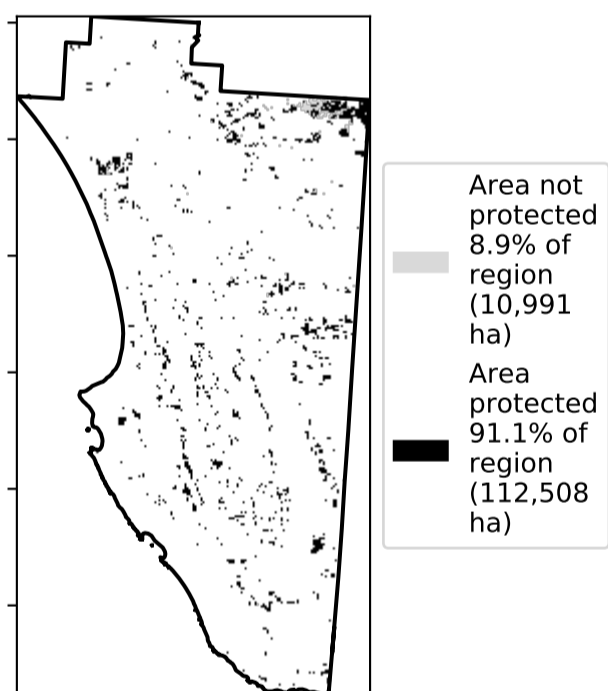 Area not
protected
8.9% of
region
(10,991
ha)
Area
protected
91.1% of
region
(112,508
ha)